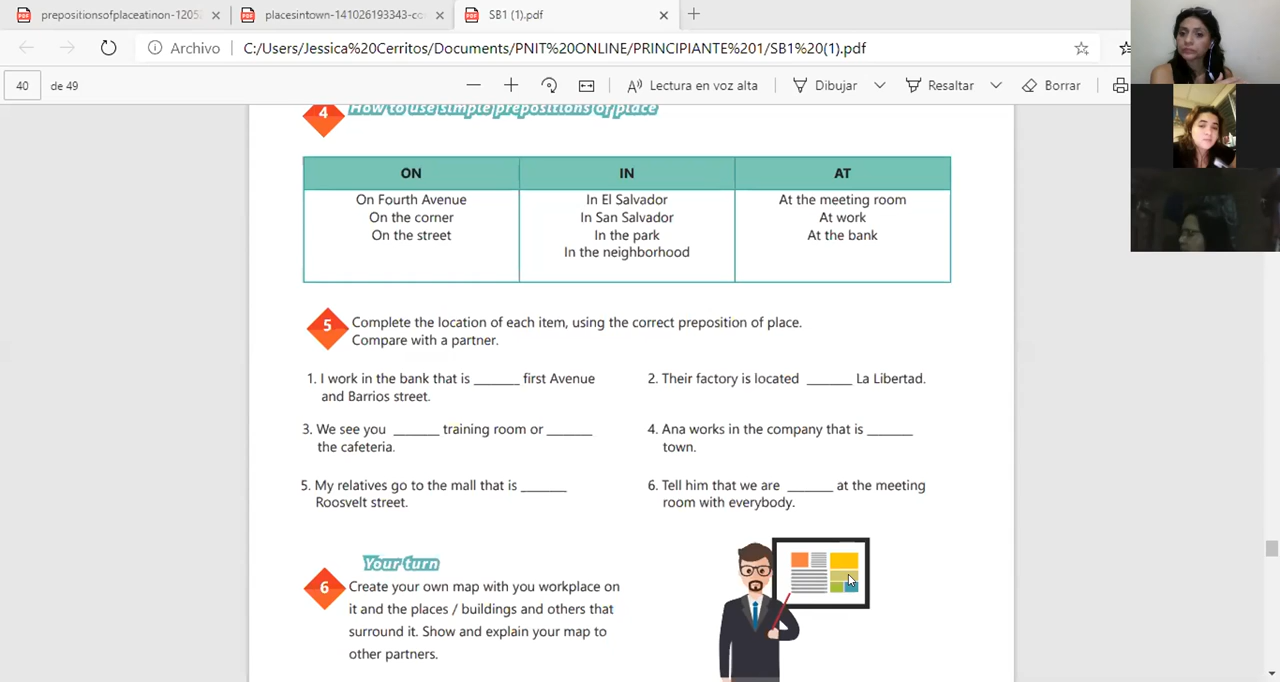 prepositionsofplaceatinon-1205
placesintown-141026193343-co
SB1 (1).pdf
Archivo
C:/Users/Jessica%20Cerritos/Documents/PNIT%20ONLINE/PRINCIPIANTE%201/SB1%20(1).pdf
40 de 49
Lectura en voz alta
Dibujar
Resaltar
Borrar
4 How to use simple prepositions of place
ON IN AT
On Fourth Avenue In El Salvador At the meeting room
On the corner In San Salvador At work
On the street In the park At the bank
In the neighborhood
5 Complete the location of each item, using the correct preposition of place.
Compare with a partner.
1. I work in the bank that is ______ first Avenue
and Barrios street.
2. Their factory is located ______ La Libertad.
3. We see you ______ training room or ______
the cafeteria.
4. Ana works in the company that is ______
town.
5. My relatives go to the mall that is ______
Roosvelt street.
6. Tell him that we are ______ at the meeting
room with everybody.
Your turn
6 Create your own map with you workplace on
it and the places / buildings and others that
surround it. Show and explain your map to
other partners.